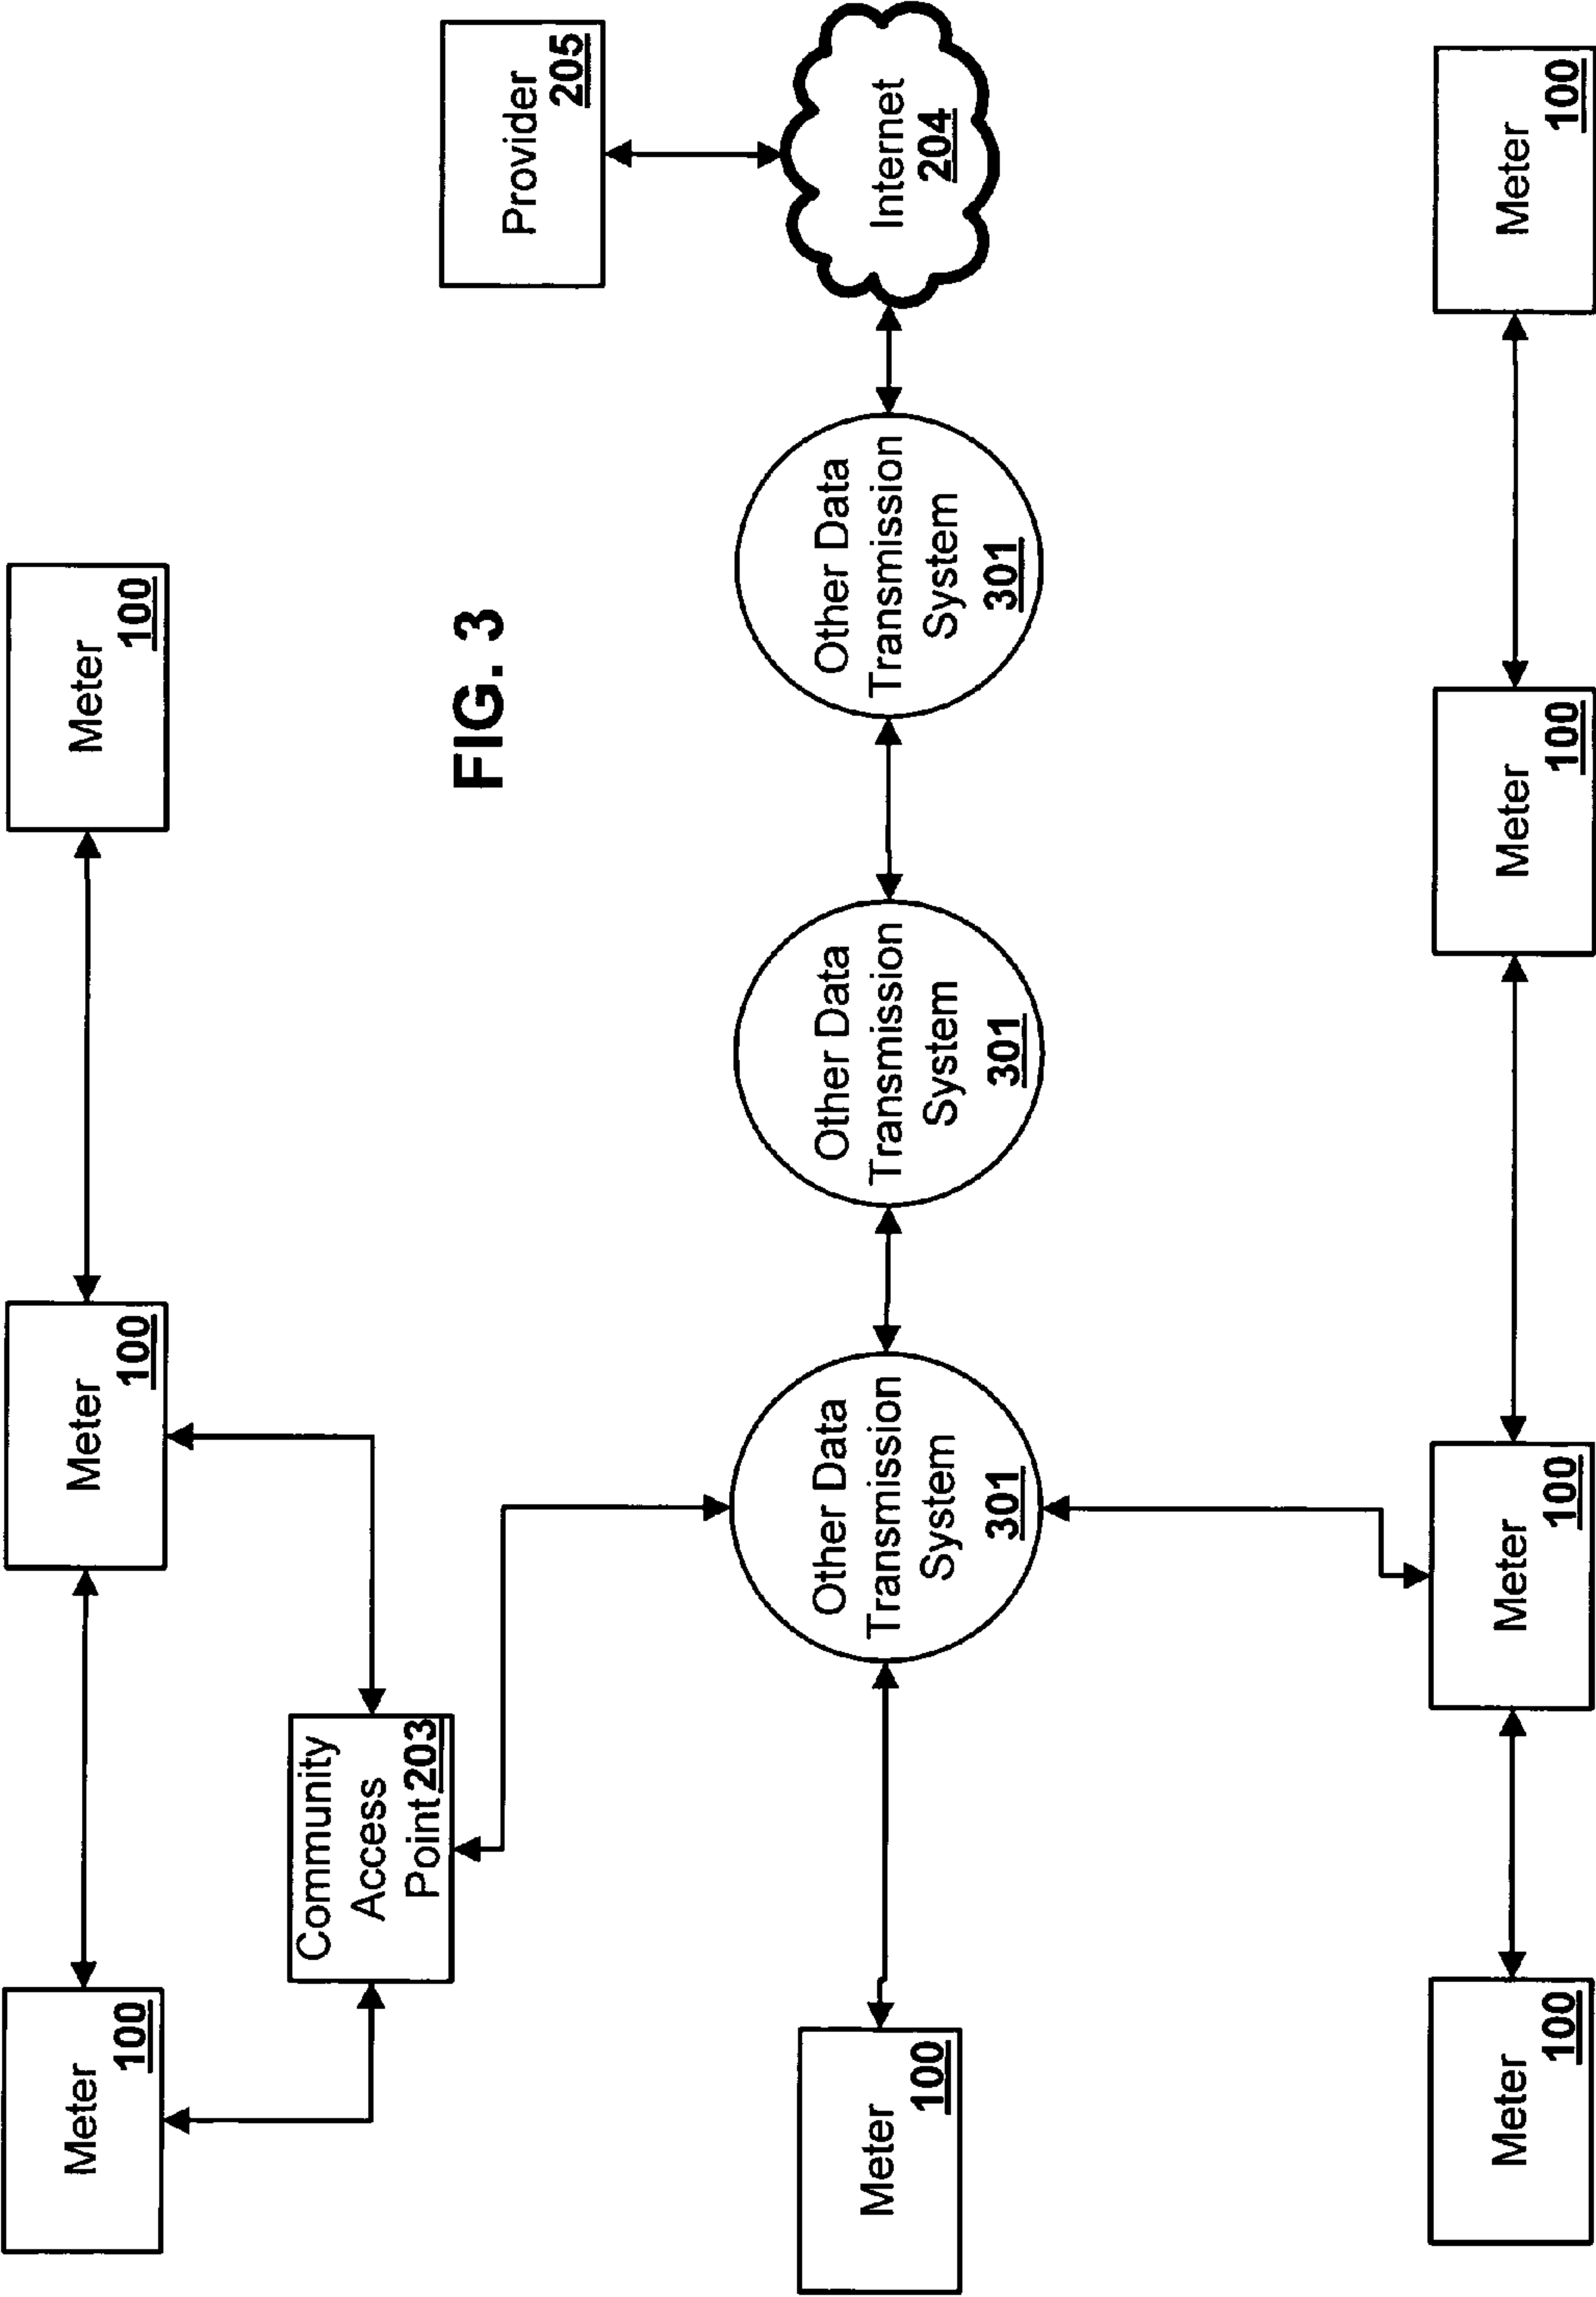 Meter
100
Meter
100
Meter
100
Community
Access
Point 203
FIG. 3
Provider
205
Meter
100
Other Data
Transmission
System
301
Other Data
Transmission
System
301
Other Data
Transmission
System
301
Internet
204
Meter
100
Meter
100
Meter
100
Meter
100